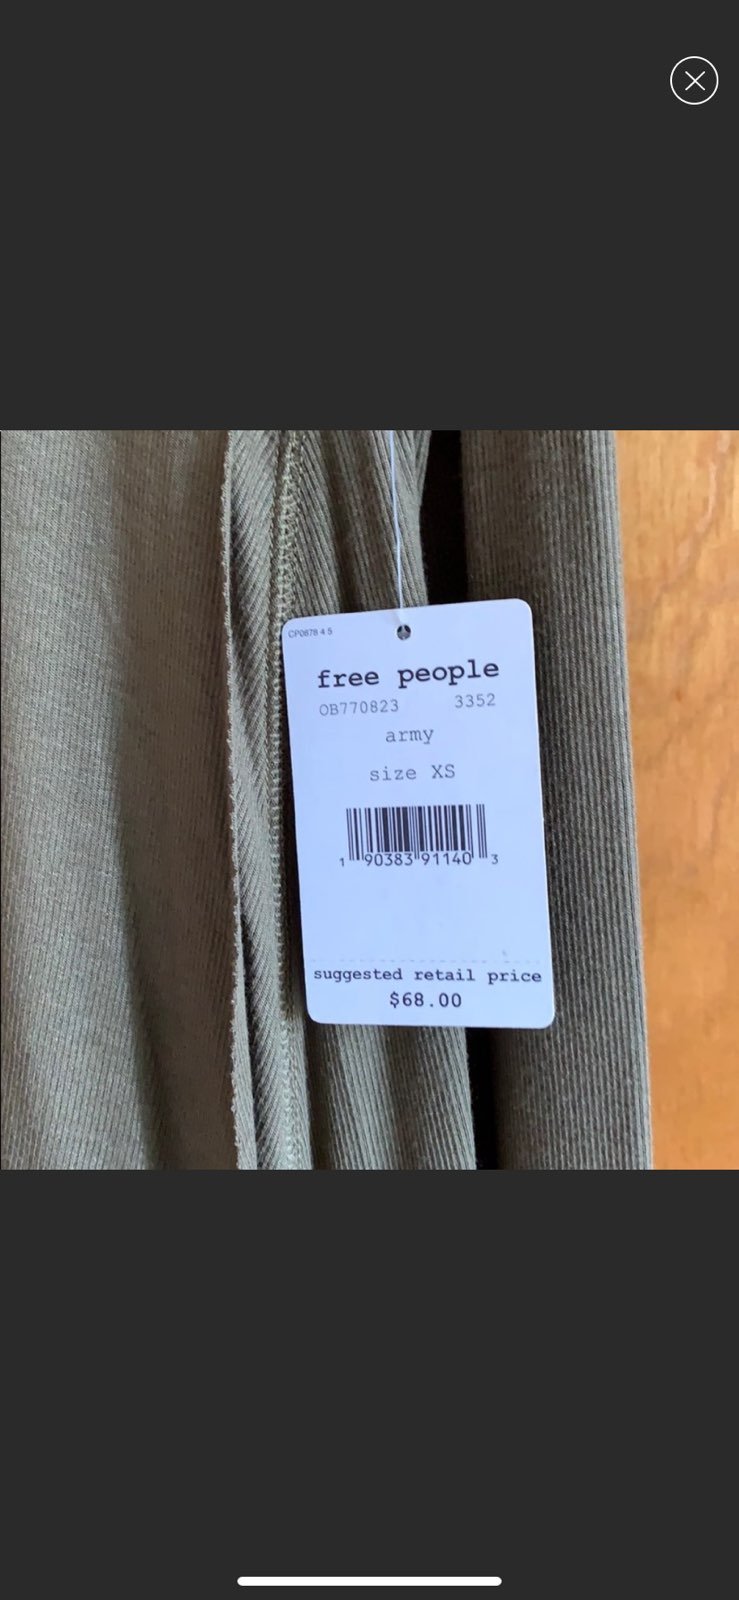 CP0878 4 5
free people
OB770823 3352
army
size XS
1 90383 91140 3
suggested retail price
$68.00